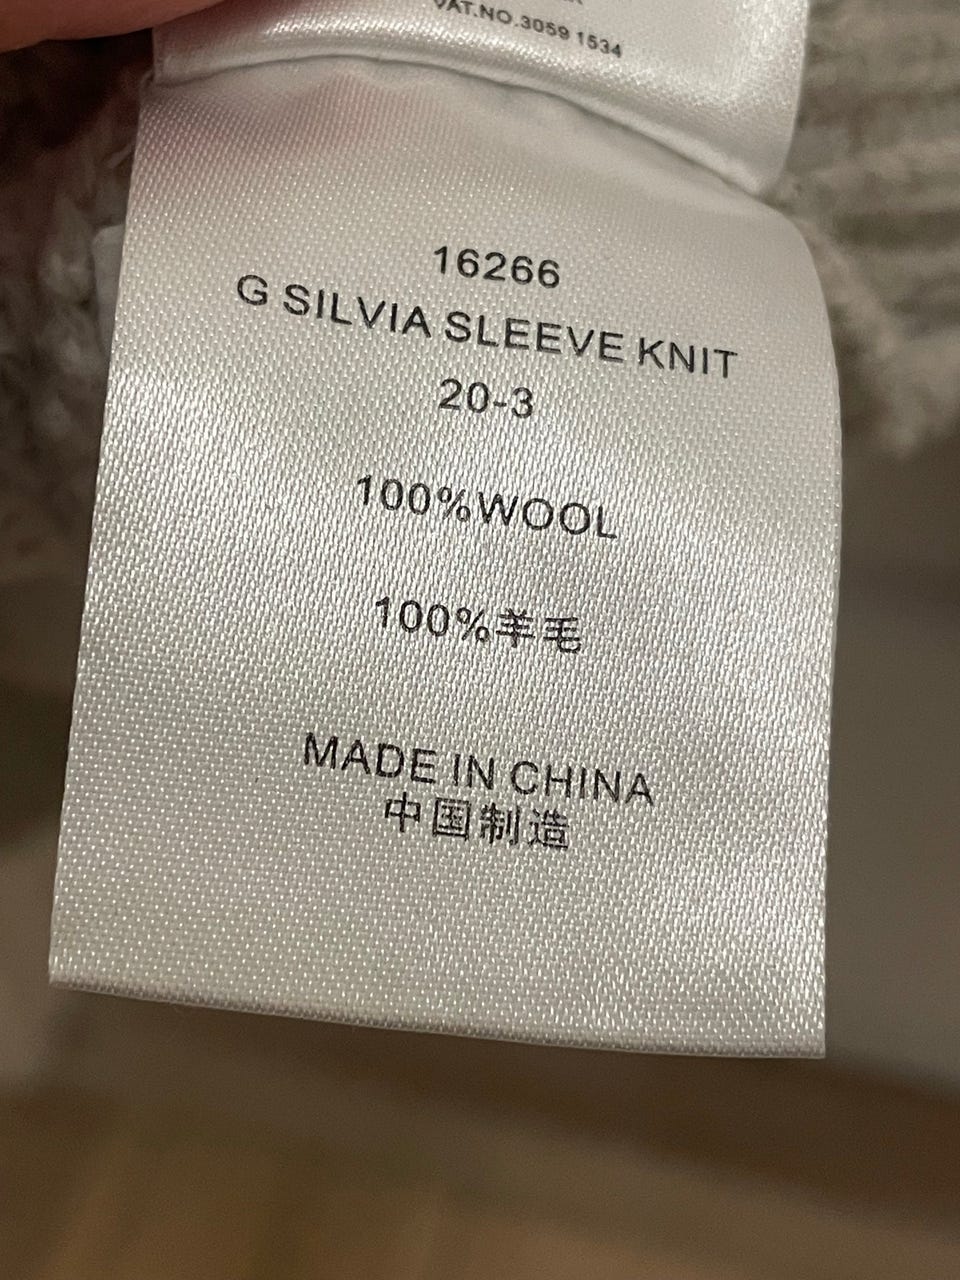 VAT.NO.3059 1534
16266
G SILVIA SLEEVE KNIT
20-3
100%WOOL
100%羊毛
MADE IN CHINA
中国制造